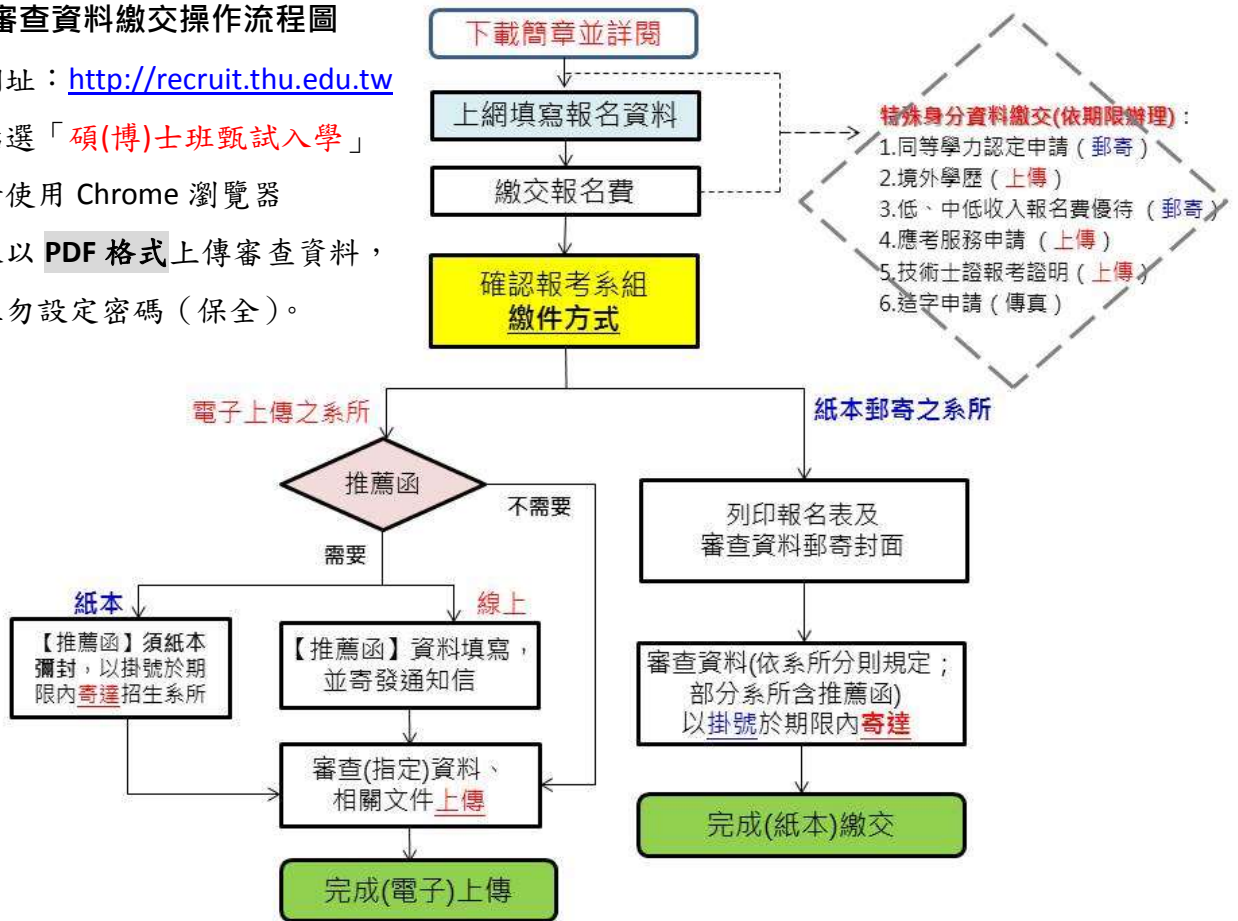 審查資料繳交操作流程圖
址：http://recruit.thu.edu.tw
選「碩(博)士班甄試入學」
使用 Chrome 瀏覽器
以 PDF 格式上傳審查資料，
勿設定密碼（保全）。
下載簡章並詳閱
上網填寫報名資料
繳交報名費
確認報考系組
繳件方式
特殊身分資料繳交(依期限辦理)：
1.同等學力認定申請（郵寄）
2.境外學歷（上傳）
3.低、中低收入報名費優待 （郵寄）
4.應考服務申請 （上傳）
5.技術士證報考證明（上傳）
6.造字申請（傳真）
電子上傳之系所
紙本郵寄之系所
推薦函
不需要
需要
紙本
線上
【推薦函】須紙本
彌封，以掛號於期
限內寄達招生系所
【推薦函】資料填寫，
並寄發通知信
審查(指定)資料、
相關文件上傳
完成(電子)上傳
列印報名表及
審查資料郵寄封面
審查資料(依系所分則規定；
部分系所含推薦函)
以掛號於期限內寄達
完成(紙本)繳交